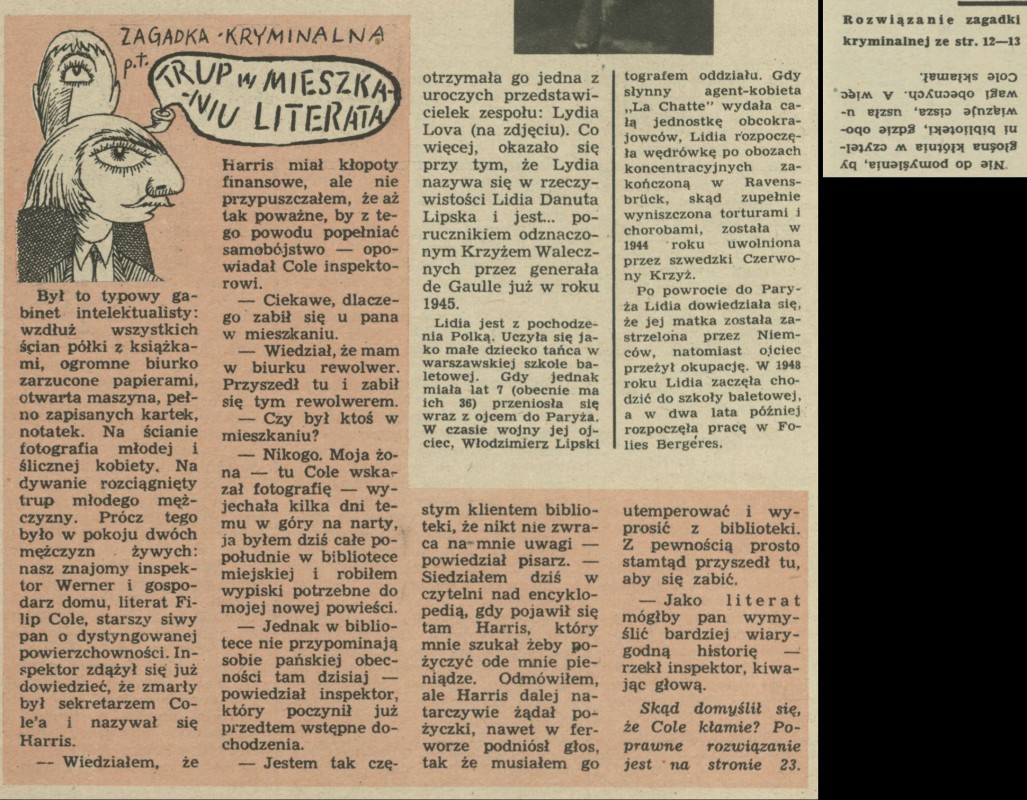 ZAGADKA KRYMINALNA
p.t.
TRUP W MIESZKA-
-NIU LITERATA
Był to typowy ga-
binet intelektualisty:
wzdłuż wszystkich
ścian półki z książka-
mi, ogromne biurko
zarzucone papierami,
otwarta maszyna, peł-
no zapisanych kartek,
notatek. Na ścianie
fotografia młodej i
ślicznej kobiety. Na
dywanie rozciągnięty
trup młodego męż-
czyzny. Prócz tego
było w pokoju dwóch
mężczyzn żywych:
nasz znajomy inspek-
tor Werner i gospo-
darz domu, literat Fi-
lip Cole, starszy siwy
pan o dystyngowanej
powierzchowności. In-
spektor zdążył się już
dowiedzieć, że zmarły
był sekretarzem Co-
le'a i nazywał się
Harris.
— Wiedziałem, że
Harris miał kłopoty
finansowe, ale nie
przypuszczałem, że aż
tak poważne, by z te-
go powodu popełniać
samobójstwo — opo-
wiadał Cole inspekto-
rowi.
— Ciekawe, dlacze-
go zabił się u pana
w mieszkaniu.
— Wiedział, że mam
w biurku rewolwer.
Przyszedł tu i zabił
się tym rewolwerem.
— Czy był ktoś w
mieszkaniu?
— Nikogo. Moja żo-
na — tu Cole wska-
zał fotografię — wy-
jechała kilka dni te-
mu w góry na narty,
ja byłem dziś całe po-
południe w bibliotece
miejskiej i robiłem
wypiski potrzebne do
mojej nowej powieści.
— Jednak w biblio-
tece nie przypominają
sobie pańskiej obec-
ności tam dzisiaj —
powiedział inspektor,
który poczynił już
przedtem wstępne do-
chodzenia.
— Jestem tak czę-
stym klientem biblio-
teki, że nikt nie zwra-
ca na mnie uwagi —
powiedział pisarz. —
Siedziałem dziś w
czytelni nad encyklo-
pedią, gdy pojawił się
tam Harris, który
mnie szukał żeby po-
życzyć ode mnie pie-
niądze. Odmówiłem,
ale Harris dalej na-
tarczywie żądał po-
życzki, nawet w fer-
worze podniósł głos,
tak że musiałem go
utemperować i wy-
prosić z biblioteki.
Z pewnością prosto
stamtąd przyszedł tu,
aby się zabić.
— Jako literat
mógłby pan wymy-
ślić bardziej wiary-
godną historię —
rzekł inspektor, kiwa-
jąc głową.
Skąd domyślił się,
że Cole kłamie? Po-
prawne rozwiązanie
jest na stronie 23.
otrzymała go jedna z
uroczych przedstawi-
cielek zespołu: Lydia
Lova (na zdjęciu). Co
więcej, okazało się
przy tym, że Lydia
nazywa się w rzeczy-
wistości Lidia Danuta
Lipska i jest... po-
rucznikiem odznaczo-
nym Krzyżem Walecz-
nych przez generała
de Gaulle już w roku
1945.
Lidia jest z pochodze-
nia Polką. Uczyła się ja-
ko małe dziecko tańca w
warszawskiej szkole ba-
letowej. Gdy jednak
miała lat 7 (obecnie ma
ich 36) przeniosła się
wraz z ojcem do Paryża.
W czasie wojny jej oj-
ciec, Włodzimierz Lipski
tografem oddziału. Gdy
słynny agent-kobieta
„La Chatte” wydała ca-
łą jednostkę obcokra-
jowców, Lidia rozpoczę-
ła wędrówkę po obozach
koncentracyjnych za-
kończoną w Ravens-
brück, skąd zupełnie
wyniszczona torturami i
chorobami, została w
1944 roku uwolniona
przez szwedzki Czerwo-
ny Krzyż.
Po powrocie do Pary-
ża Lidia dowiedziała się,
że jej matka została za-
strzelona przez Niem-
ców, natomiast ojciec
przeżył okupację. W 1948
roku Lidia zaczęła cho-
dzić do szkoły baletowej,
a w dwa lata później
rozpoczęła pracę w Fo-
lies Bergères.
Rozwiązanie zagadki
kryminalnej ze str. 12—13
Nie do pomyślenia, by
głośna kłótnia w czytel-
ni biblioteki, gdzie obo-
wiązuje cisza, uszła u-
wagi obecnych. A więc
Cole skłamał.